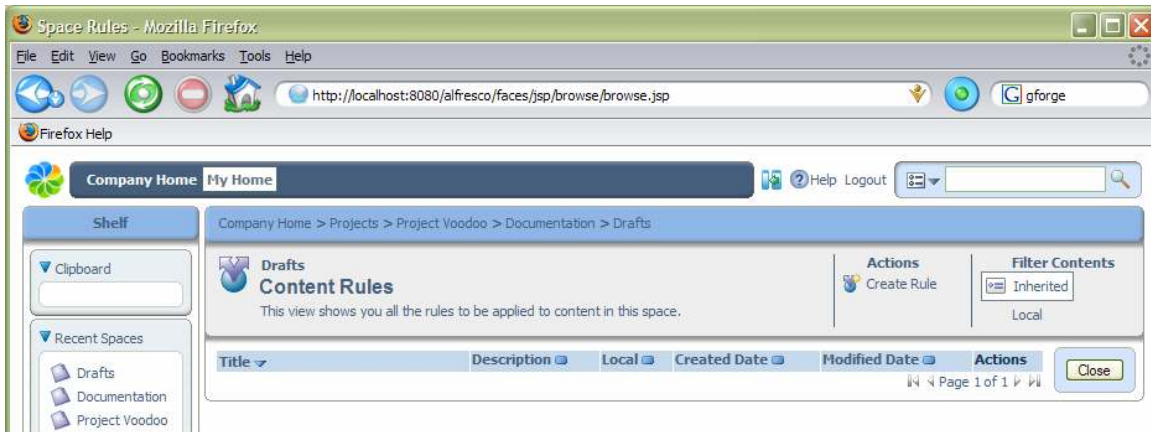 Space Rules - Mozilla Firefox
File Edit View Go Bookmarks Tools Help
http://localhost:8080/alfresco/faces/jsp/browse/browse.jsp
G gforge
Firefox Help
Company Home My Home
Help Logout
Shelf
Company Home > Projects > Project Voodoo > Documentation > Drafts
Clipboard
Drafts
Content Rules
This view shows you all the rules to be applied to content in this space.
Actions
Create Rule
Filter Contents
Inherited
Local
Recent Spaces
Drafts
Documentation
Project Voodoo
Title Description Local Created Date Modified Date Actions
Page 1 of 1
Close